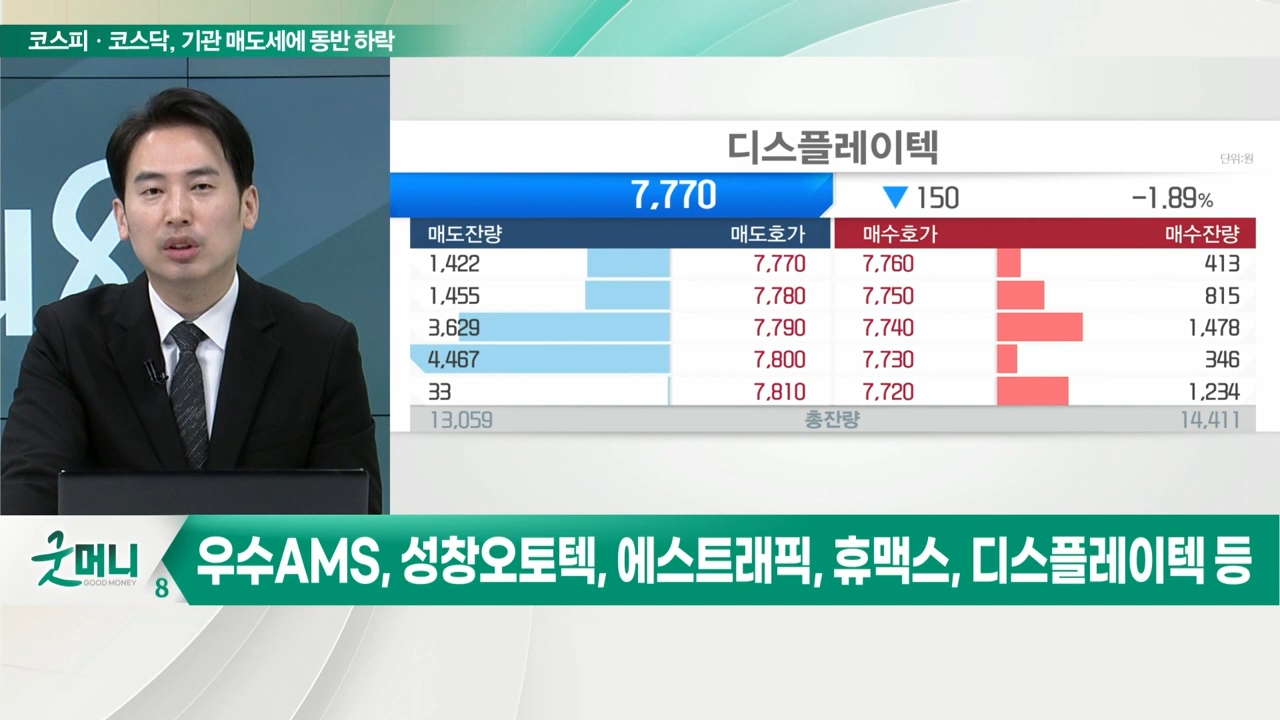 코스피 · 코스닥, 기관 매도세에 동반 하락
디스플레이텍
단위:원
7,770 ▼ 150 -1.89%
매도잔량 매도호가 매수호가 매수잔량
1,422 7,770 7,760 413
1,455 7,780 7,750 815
3,629 7,790 7,740 1,478
4,467 7,800 7,730 346
33 7,810 7,720 1,234
13,059 총잔량 14,411
굿머니
GOOD MONEY
8
우수AMS, 성창오토텍, 에스트래픽, 휴맥스, 디스플레이텍 등